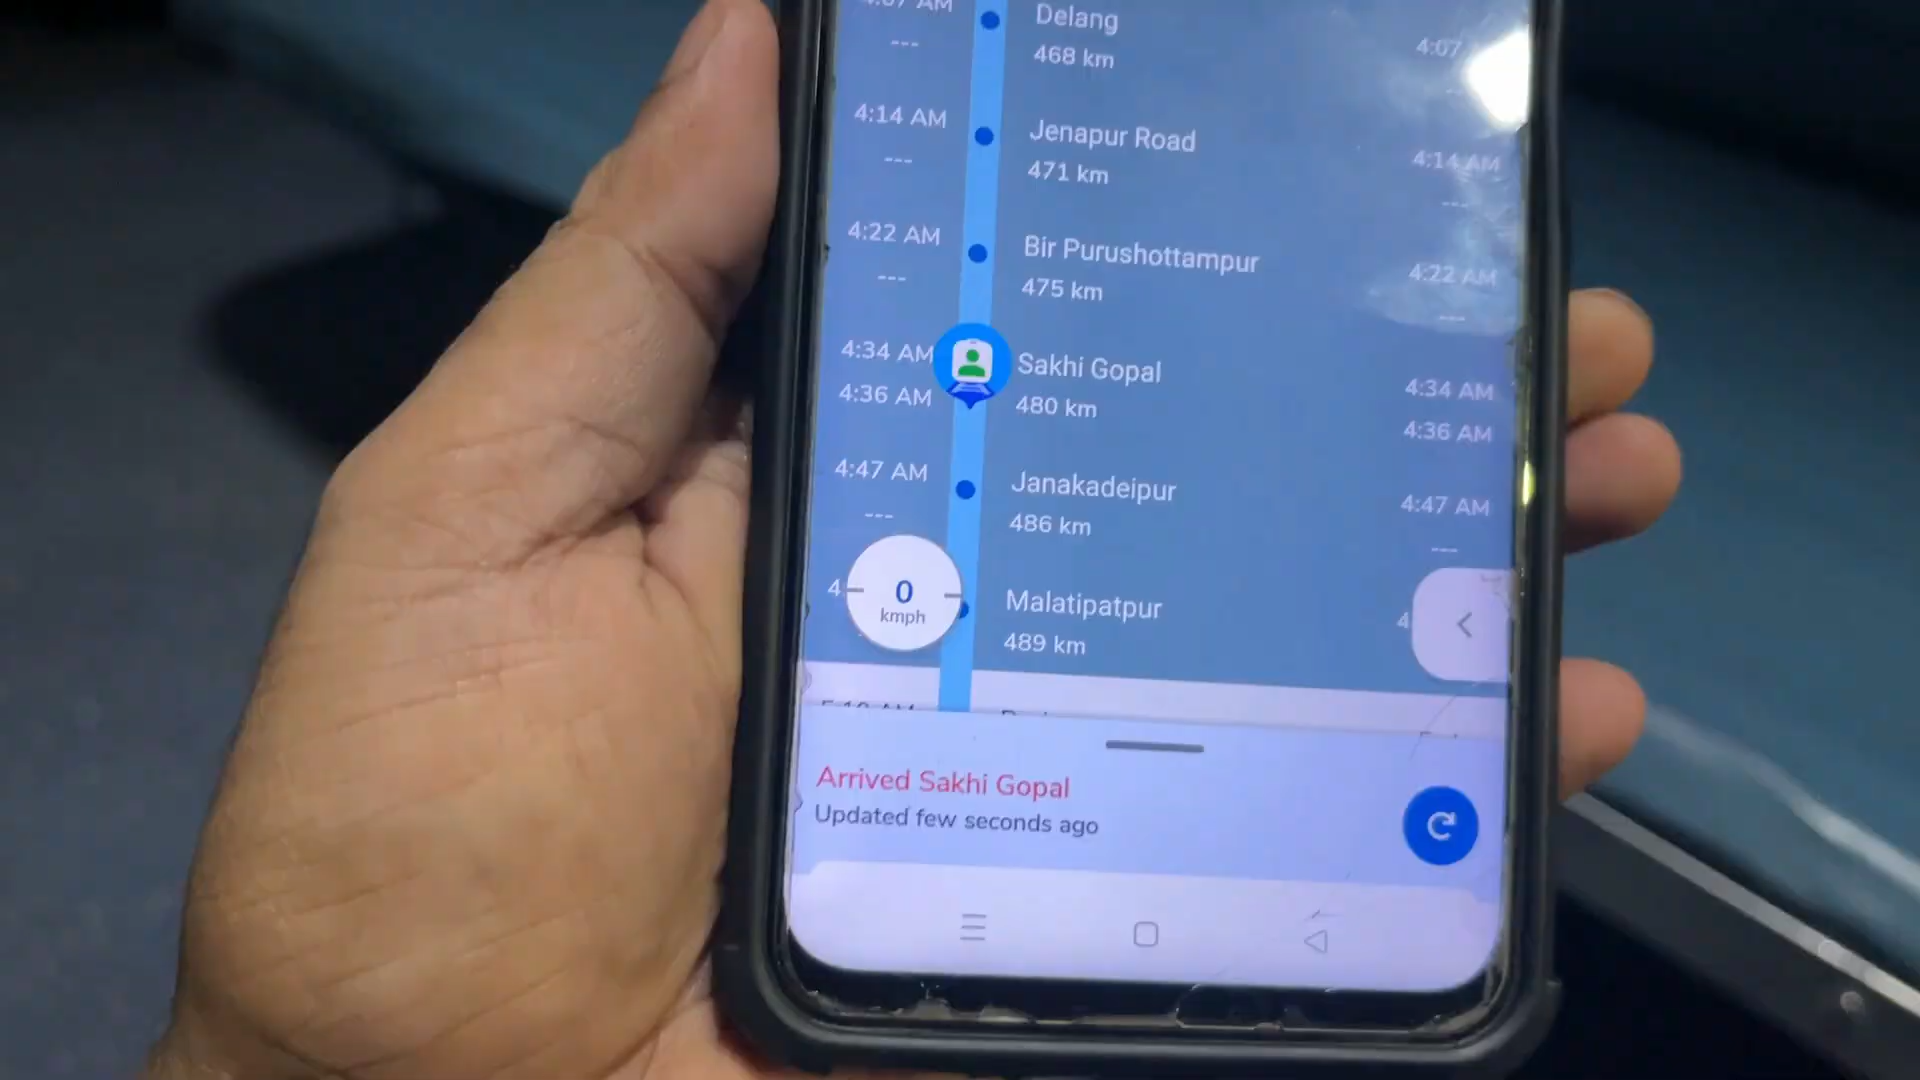 Delang
468 km
4:07
---
4:14 AM
Jenapur Road
4:14 AM
---
471 km
---
4:22 AM
Bir Purushottampur
4:22 AM
---
475 km
---
4:34 AM
Sakhi Gopal
4:34 AM
4:36 AM
480 km
4:36 AM
4:47 AM
Janakadeipur
4:47 AM
---
486 km
---
0
kmph
Malatipatpur
489 km
4
4
Arrived Sakhi Gopal
Updated few seconds ago